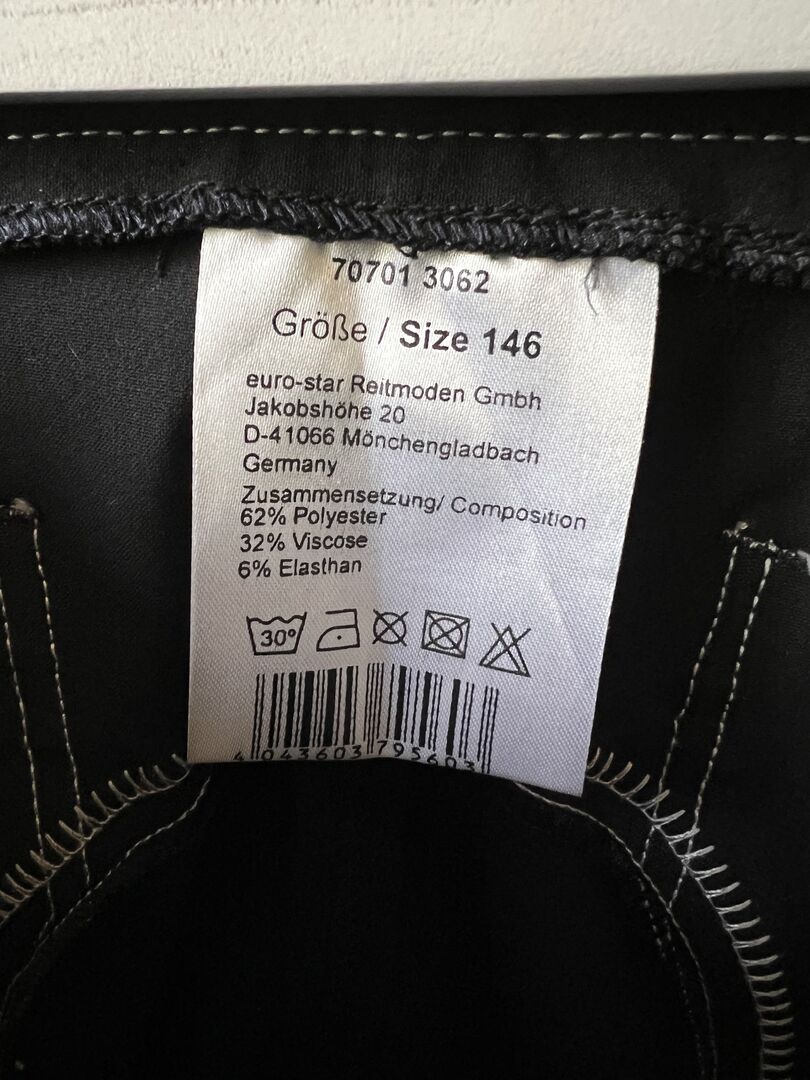 70701 3062
Größe / Size 146
euro-star Reitmoden Gmbh
Jakobshöhe 20
D-41066 Mönchengladbach
Germany
Zusammensetzung/ Composition
62% Polyester
32% Viscose
6% Elasthan
30°
4 043603 795603